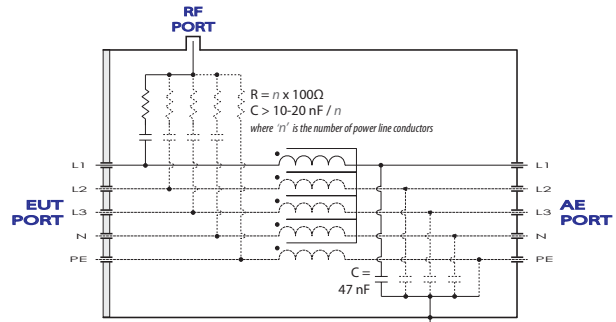 RF
PORT
R = n x 100Ω
C > 10-20 nF / n
where 'n' is the number of power line conductors
L1
L1
L2
L2
EUT
PORT
L3
L3
AE
PORT
N
N
PE
PE
C =
47 nF